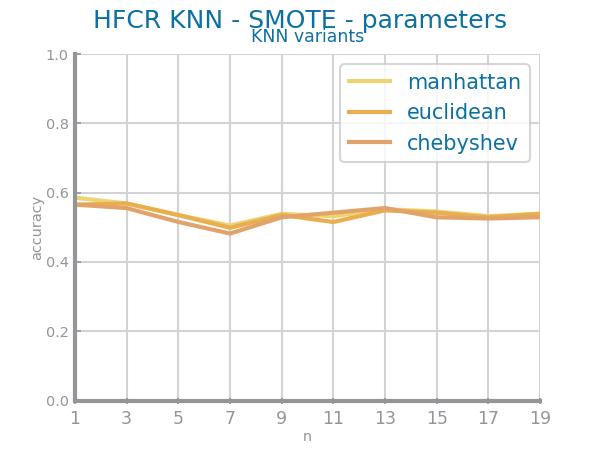 HFCR KNN - SMOTE - parameters
KNN variants
1.0
0.8
0.6
0.4
0.2
0.0
accuracy
manhattan
euclidean
chebyshev
1 3 5 7 9 11 13 15 17 19
n